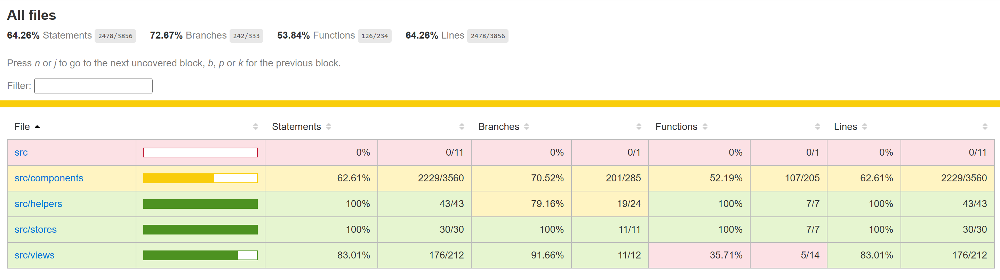 All files
64.26% Statements 2478/3856 72.67% Branches 242/333 53.84% Functions 126/234 64.26% Lines 2478/3856
Press n or j to go to the next uncovered block, b, p or k for the previous block.
Filter:
File Statements Branches Functions Lines
src 0% 0/11 0% 0/1 0% 0/1 0% 0/11
src/components 62.61% 2229/3560 70.52% 201/285 52.19% 107/205 62.61% 2229/3560
src/helpers 100% 43/43 79.16% 19/24 100% 7/7 100% 43/43
src/stores 100% 30/30 100% 11/11 100% 7/7 100% 30/30
src/views 83.01% 176/212 91.66% 11/12 35.71% 5/14 83.01% 176/212